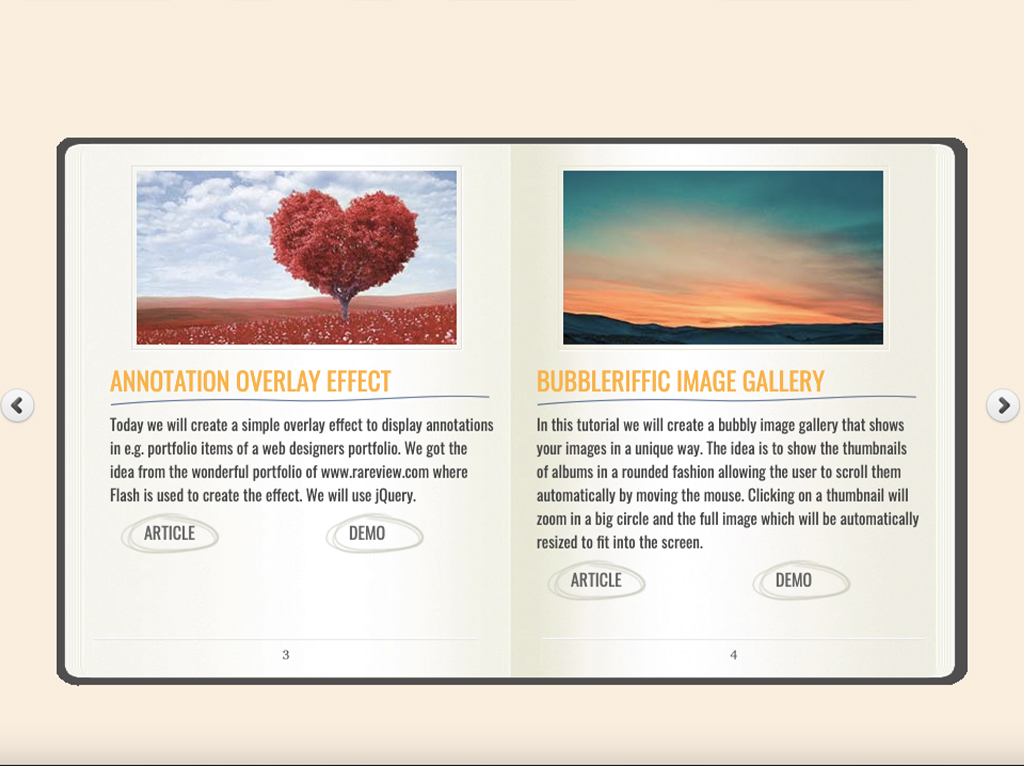 ANNOTATION OVERLAY EFFECT
Today we will create a simple overlay effect to display annotations
in e.g. portfolio items of a web designers portfolio. We got the
idea from the wonderful portfolio of www.rareview.com where
Flash is used to create the effect. We will use jQuery.
ARTICLE
DEMO
3
BUBBLERIFFIC IMAGE GALLERY
In this tutorial we will create a bubbly image gallery that shows
your images in a unique way. The idea is to show the thumbnails
of albums in a rounded fashion allowing the user to scroll them
automatically by moving the mouse. Clicking on a thumbnail will
zoom in a big circle and the full image which will be automatically
resized to fit into the screen.
ARTICLE
DEMO
4